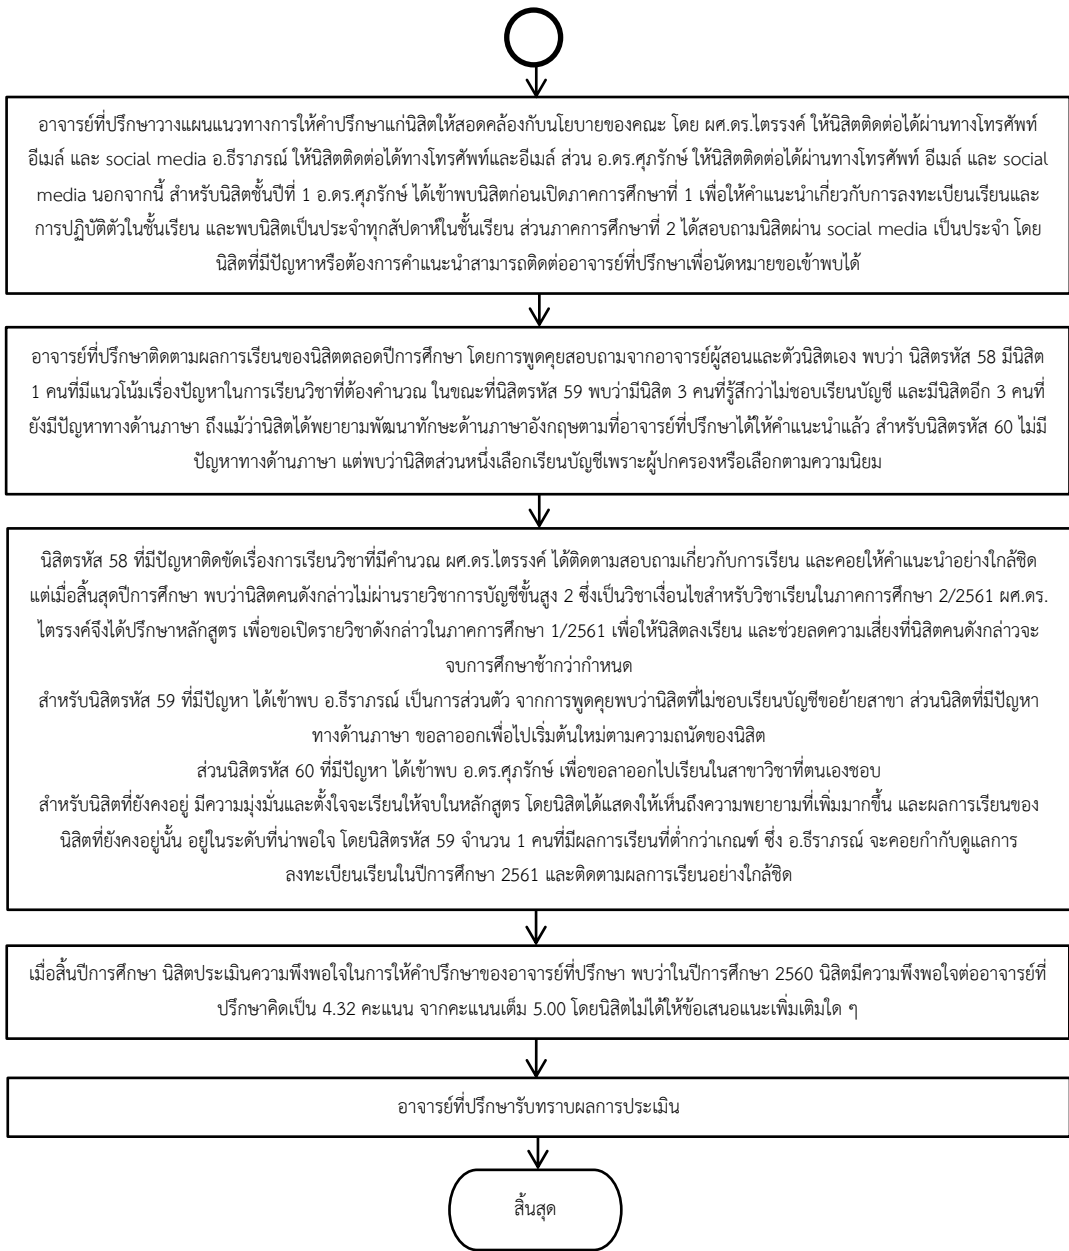 อาจารย์ที่ปรึกษาวางแผนแนวทางการให้คำปรึกษาแก่นิสิตให้สอดคล้องกับนโยบายของคณะ โดย ผศ.ดร.ไตรรงค์ ให้นิสิตติดต่อได้ผ่านทางโทรศัพท์
อีเมล์ และ social media อ.ธีราภรณ์ ให้นิสิตติดต่อได้ทางโทรศัพท์และอีเมล์ ส่วน อ.ดร.ศุภรักษ์ ให้นิสิตติดต่อได้ผ่านทางโทรศัพท์ อีเมล์ และ social
media นอกจากนี้ สำหรับนิสิตชั้นปีที่ 1 อ.ดร.ศุภรักษ์ ได้เข้าพบนิสิตก่อนเปิดภาคการศึกษาที่ 1 เพื่อให้คำแนะนำเกี่ยวกับการลงทะเบียนเรียนและ
การปฏิบัติตัวในชั้นเรียน และพบนิสิตเป็นประจำทุกสัปดาห์ในชั้นเรียน ส่วนภาคการศึกษาที่ 2 ได้สอบถามนิสิตผ่าน social media เป็นประจำ โดย
นิสิตที่มีปัญหาหรือต้องการคำแนะนำสามารถติดต่ออาจารย์ที่ปรึกษาเพื่อนัดหมายขอเข้าพบได้
อาจารย์ที่ปรึกษาติดตามผลการเรียนของนิสิตตลอดปีการศึกษา โดยการพูดคุยสอบถามจากอาจารย์ผู้สอนและตัวนิสิตเอง พบว่า นิสิตรหัส 58 มีนิสิต
1 คนที่มีแนวโน้มเรื่องปัญหาในการเรียนวิชาที่ต้องคำนวณ ในขณะที่นิสิตรหัส 59 พบว่ามีนิสิต 3 คนที่รู้สึกว่าไม่ชอบเรียนบัญชี และมีนิสิตอีก 3 คนที่
ยังมีปัญหาทางด้านภาษา ถึงแม้ว่านิสิตได้พยายามพัฒนาทักษะด้านภาษาอังกฤษตามที่อาจารย์ที่ปรึกษาได้ให้คำแนะนำแล้ว สำหรับนิสิตรหัส 60 ไม่มี
ปัญหาทางด้านภาษา แต่พบว่านิสิตส่วนหนึ่งเลือกเรียนบัญชีเพราะผู้ปกครองหรือเลือกตามความนิยม
นิสิตรหัส 58 ที่มีปัญหาติดขัดเรื่องการเรียนวิชาที่มีคำนวณ ผศ.ดร.ไตรรงค์ ได้ติดตามสอบถามเกี่ยวกับการเรียน และคอยให้คำแนะนำอย่างใกล้ชิด
แต่เมื่อสิ้นสุดปีการศึกษา พบว่านิสิตคนดังกล่าวไม่ผ่านรายวิชาการบัญชีขั้นสูง 2 ซึ่งเป็นวิชาเงื่อนไขสำหรับวิชาเรียนในภาคการศึกษา 2/2561 ผศ.ดร.
ไตรรงค์จึงได้ปรึกษาหลักสูตร เพื่อขอเปิดรายวิชาดังกล่าวในภาคการศึกษา 1/2561 เพื่อให้นิสิตลงเรียน และช่วยลดความเสี่ยงที่นิสิตคนดังกล่าวจะ
จบการศึกษาช้ากว่ากำหนด
สำหรับนิสิตรหัส 59 ที่มีปัญหา ได้เข้าพบ อ.ธีราภรณ์ เป็นการส่วนตัว จากการพูดคุยพบว่านิสิตที่ไม่ชอบเรียนบัญชีขอย้ายสาขา ส่วนนิสิตที่มีปัญหา
ทางด้านภาษา ขอลาออกเพื่อไปเริ่มต้นใหม่ตามความถนัดของนิสิต
ส่วนนิสิตรหัส 60 ที่มีปัญหา ได้เข้าพบ อ.ดร.ศุภรักษ์ เพื่อขอลาออกไปเรียนในสาขาวิชาที่ตนเองชอบ
สำหรับนิสิตที่ยังคงอยู่ มีความมุ่งมั่นและตั้งใจจะเรียนให้จบในหลักสูตร โดยนิสิตได้แสดงให้เห็นถึงความพยายามที่เพิ่มมากขึ้น และผลการเรียนของ
นิสิตที่ยังคงอยู่นั้น อยู่ในระดับที่น่าพอใจ โดยนิสิตรหัส 59 จำนวน 1 คนที่มีผลการเรียนที่ต่ำกว่าเกณฑ์ ซึ่ง อ.ธีราภรณ์ จะคอยกำกับดูแลการ
ลงทะเบียนเรียนในปีการศึกษา 2561 และติดตามผลการเรียนอย่างใกล้ชิด
เมื่อสิ้นปีการศึกษา นิสิตประเมินความพึงพอใจในการให้คำปรึกษาของอาจารย์ที่ปรึกษา พบว่าในปีการศึกษา 2560 นิสิตมีความพึงพอใจต่ออาจารย์ที่
ปรึกษาคิดเป็น 4.32 คะแนน จากคะแนนเต็ม 5.00 โดยนิสิตไม่ได้ให้ข้อเสนอแนะเพิ่มเติมใด ๆ
อาจารย์ที่ปรึกษารับทราบผลการประเมิน
สิ้นสุด